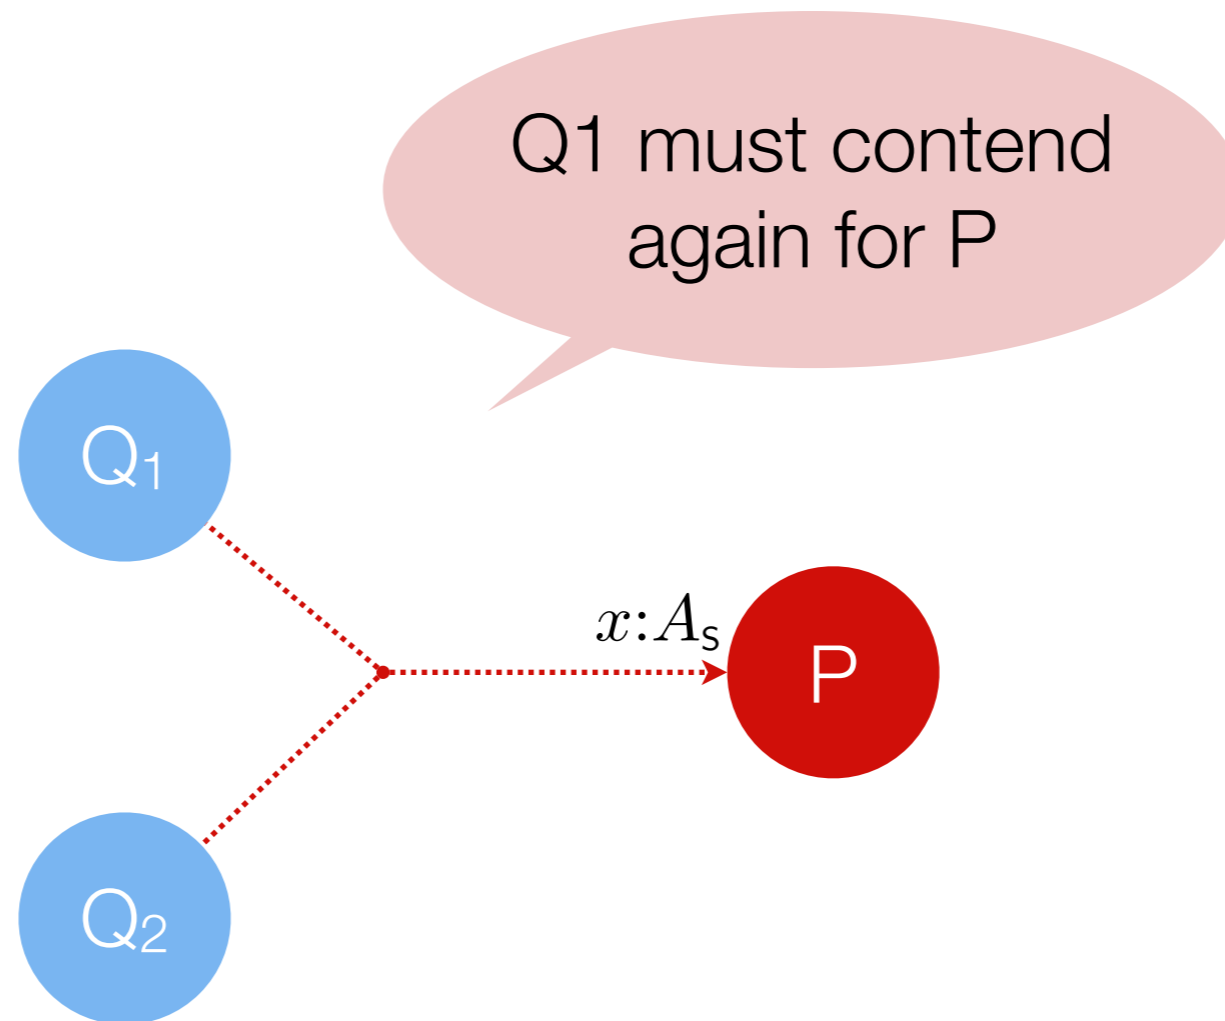 Q1 must contend
again for P
Q₁
x:Aₛ
P
Q₂